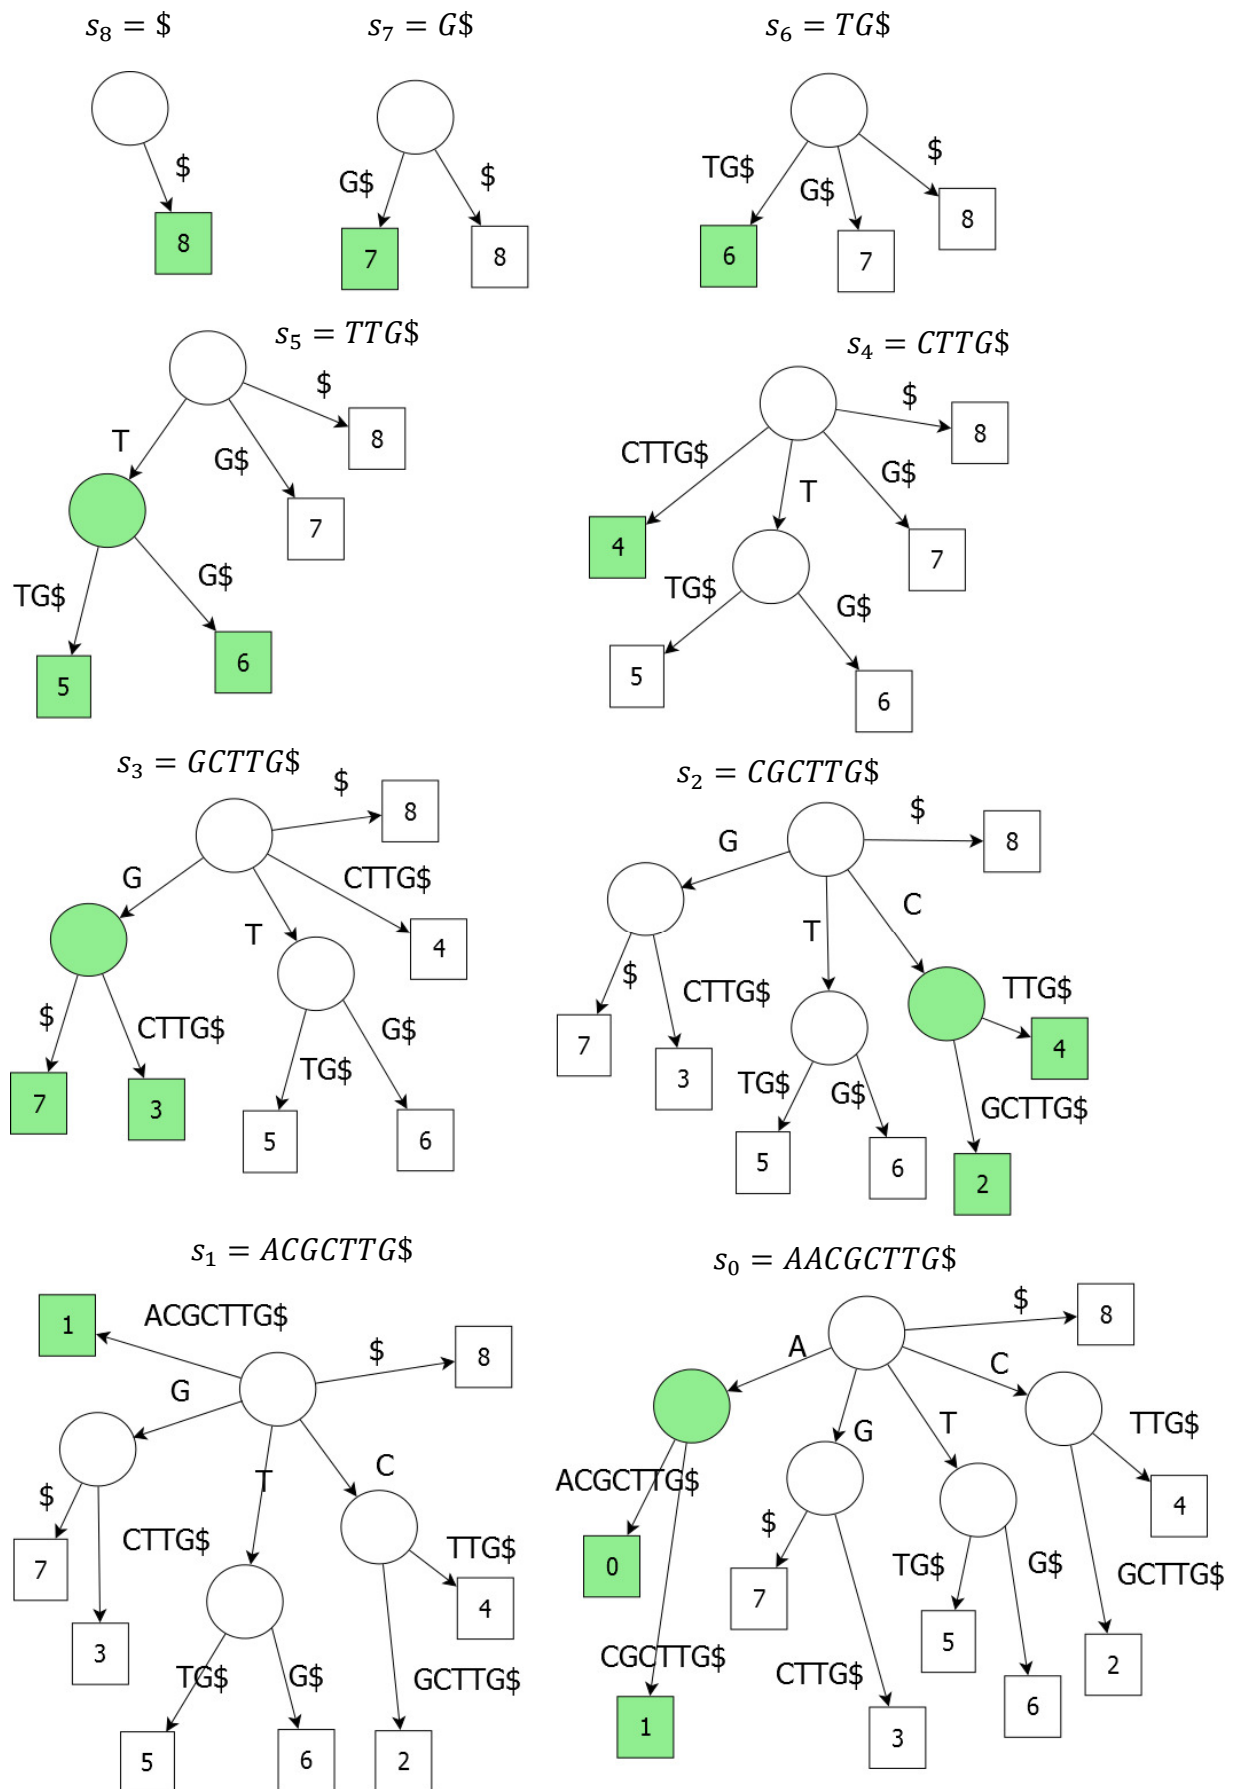 s₈ = $
s₇ = G$
s₆ = TG$
$
8
G$
$
7
8
TG$
G$
$
6
7
8
s₅ = TTG$
T
G$
$
8
7
TG$
G$
5
6
s₄ = CTTG$
$
8
CTTG$
T
G$
4
7
TG$
G$
5
6
s₃ = GCTTG$
$
8
G
CTTG$
T
4
$
CTTG$
G$
TG$
7
3
5
6
s₂ = CGCTTG$
$
8
G
T
C
$
CTTG$
TTG$
7
3
4
TG$
G$
GCTTG$
5
6
2
s₁ = ACGCTTG$
1
ACGCTTG$
$
8
G
T
C
$
CTTG$
TTG$
7
4
3
TG$
G$
GCTTG$
5
6
2
s₀ = AACGCTTG$
$
8
A
G
T
C
TTG$
ACGCTTG$
$
4
0
7
TG$
G$
GCTTG$
CGCTTG$
CTTG$
5
2
6
1
3